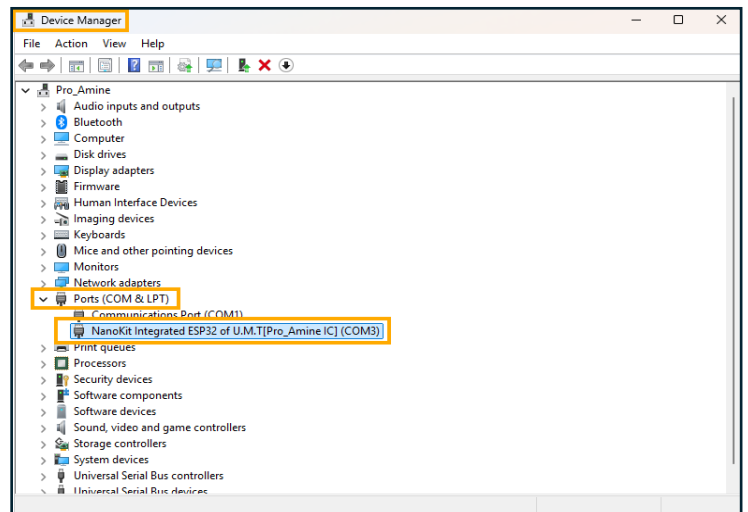 Device Manager
File Action View Help
Pro_Amine
Audio inputs and outputs
Bluetooth
Computer
Disk drives
Display adapters
Firmware
Human Interface Devices
Imaging devices
Keyboards
Mice and other pointing devices
Monitors
Network adapters
Ports (COM & LPT)
Communications Port (COM1)
NanoKit Integrated ESP32 of U.M.T[Pro_Amine IC] (COM3)
Print queues
Processors
Security devices
Software components
Software devices
Sound, video and game controllers
Storage controllers
System devices
Universal Serial Bus controllers
Universal Serial Bus devices